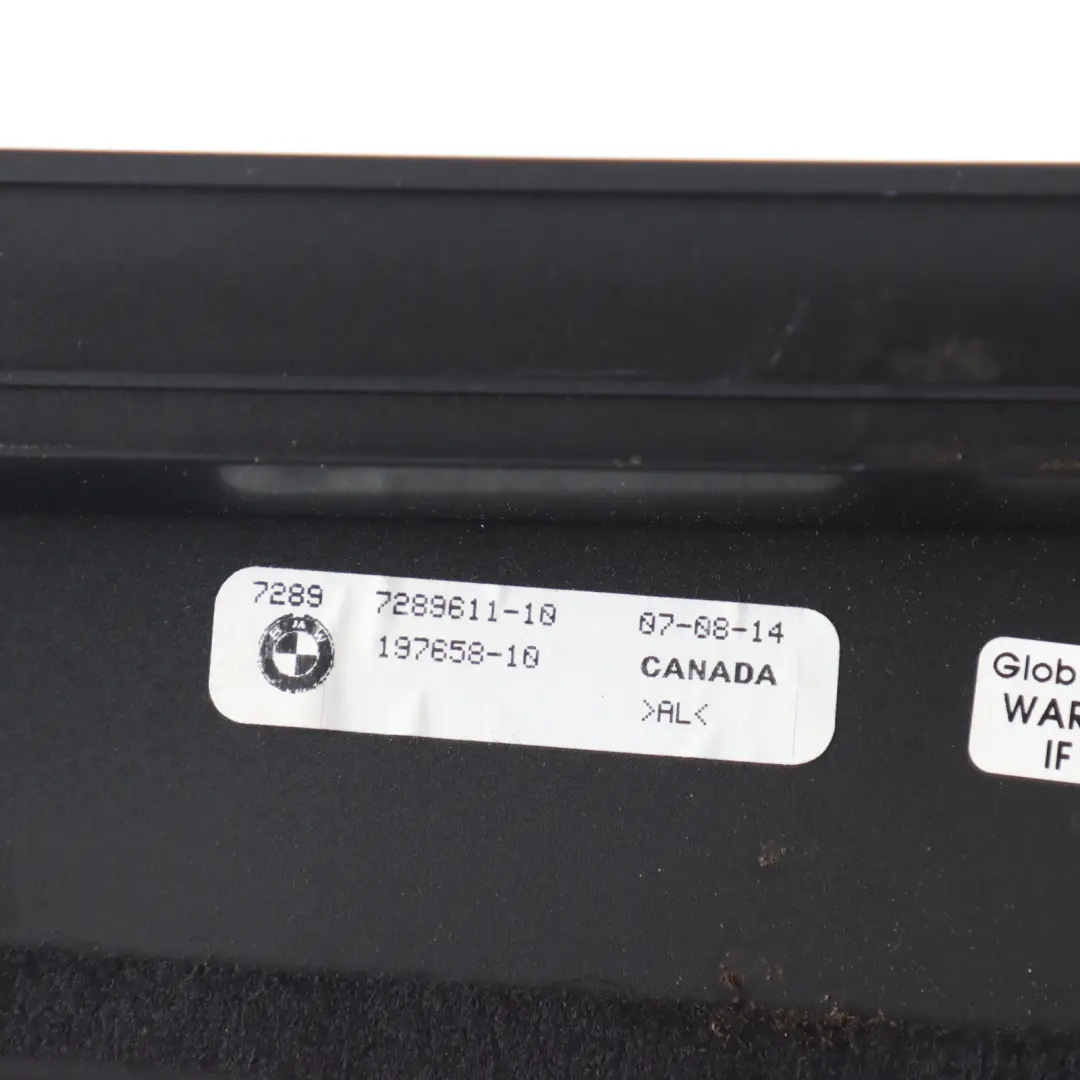 7289 7289611-10 07-08-14
197658-10 CANADA
>AL<
Glob
WAR
IF